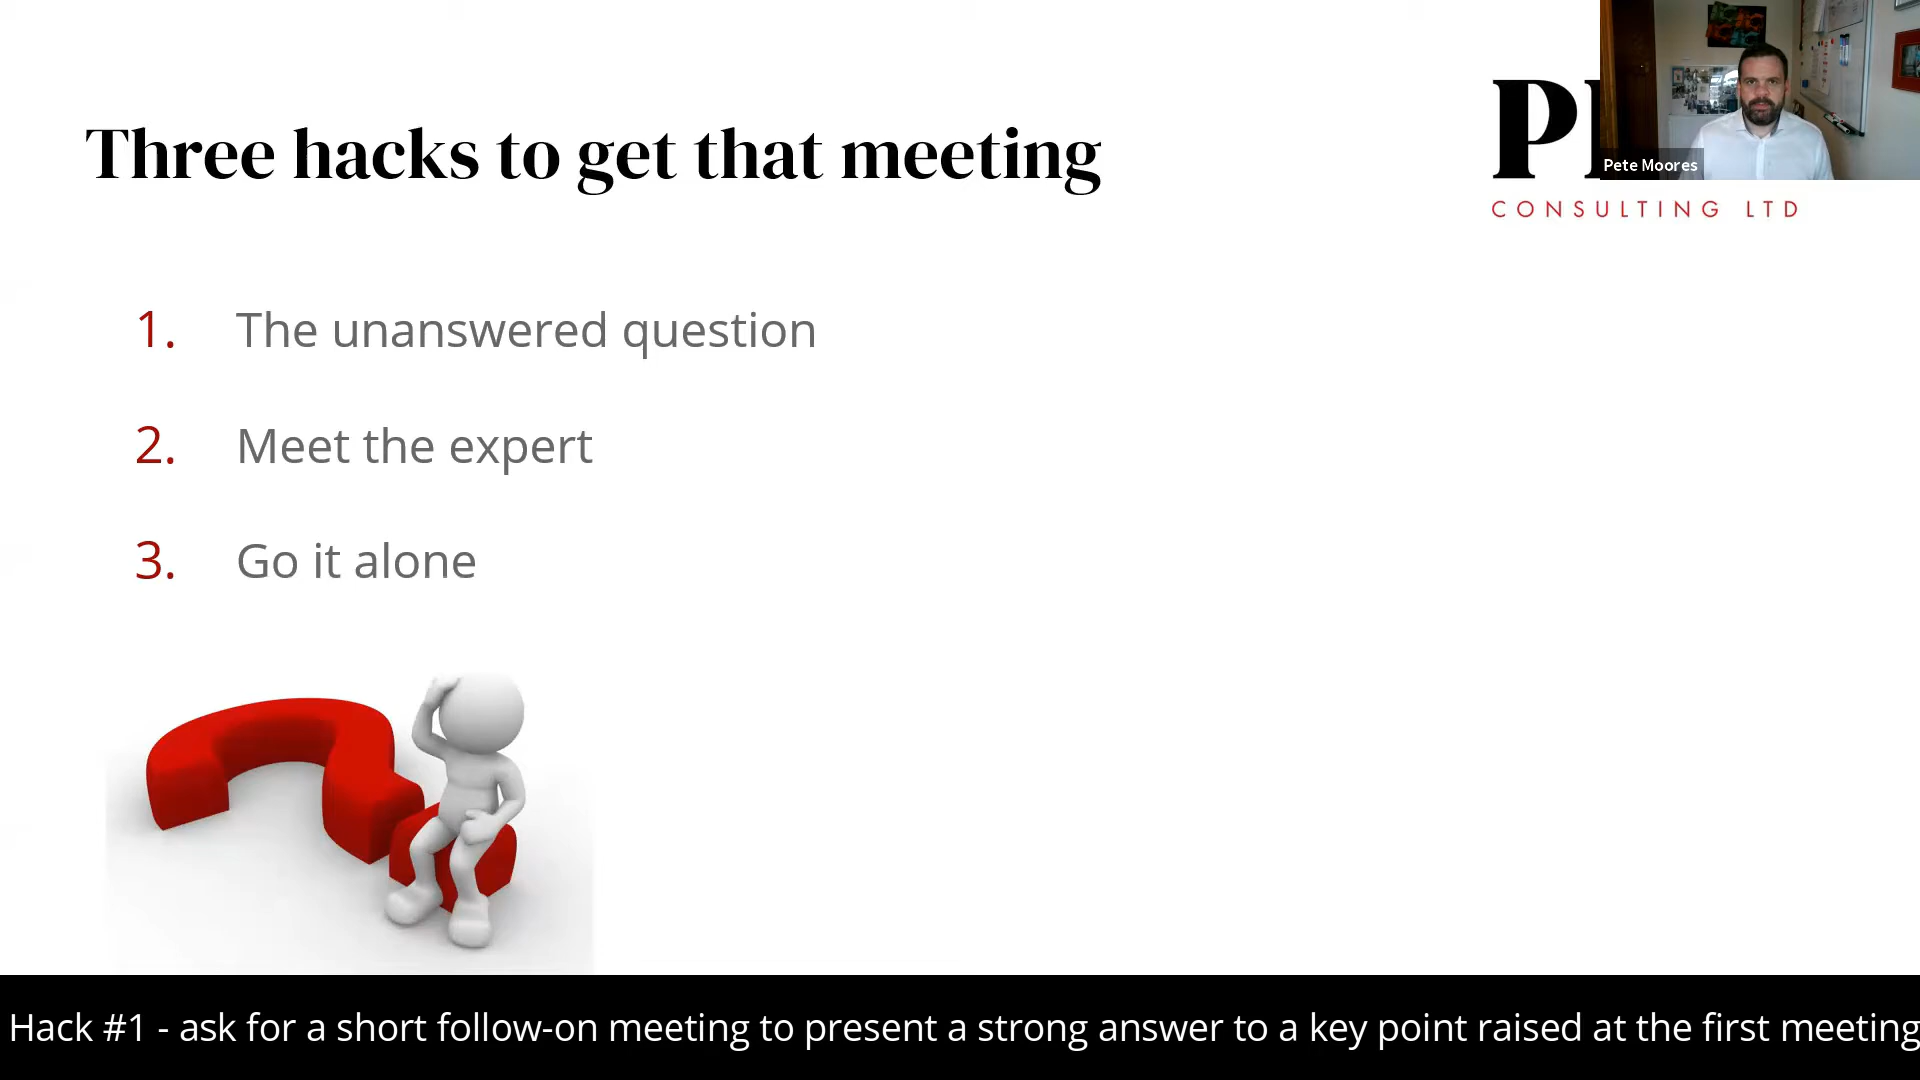 Three hacks to get that meeting
Pete Moores
CONSULTING LTD
1. The unanswered question
2. Meet the expert
3. Go it alone
Hack #1 - ask for a short follow-on meeting to present a strong answer to a key point raised at the first meeting